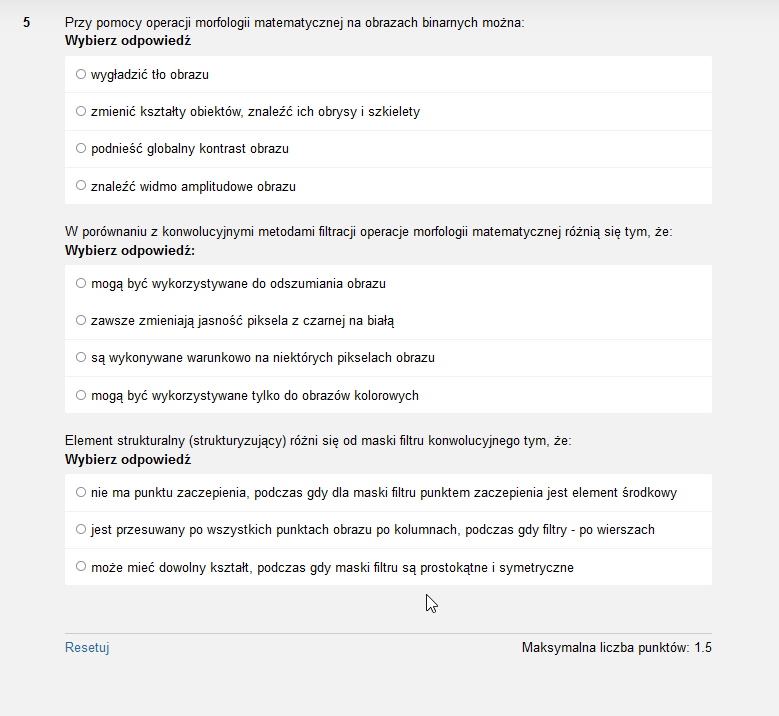 5 Przy pomocy operacji morfologii matematycznej na obrazach binarnych można:
Wybierz odpowiedź
wygładzić tło obrazu
zmienić kształty obiektów, znaleźć ich obrysy i szkielety
podnieść globalny kontrast obrazu
znaleźć widmo amplitudowe obrazu
W porównaniu z konwolucyjnymi metodami filtracji operacje morfologii matematycznej różnią się tym, że:
Wybierz odpowiedź:
mogą być wykorzystywane do odszumiania obrazu
zawsze zmieniają jasność piksela z czarnej na białą
są wykonywane warunkowo na niektórych pikselach obrazu
mogą być wykorzystywane tylko do obrazów kolorowych
Element strukturalny (strukturyzujący) różni się od maski filtru konwolucyjnego tym, że:
Wybierz odpowiedź
nie ma punktu zaczepienia, podczas gdy dla maski filtru punktem zaczepienia jest element środkowy
jest przesuwany po wszystkich punktach obrazu po kolumnach, podczas gdy filtry - po wierszach
może mieć dowolny kształt, podczas gdy maski filtru są prostokątne i symetryczne
Resetuj Maksymalna liczba punktów: 1.5